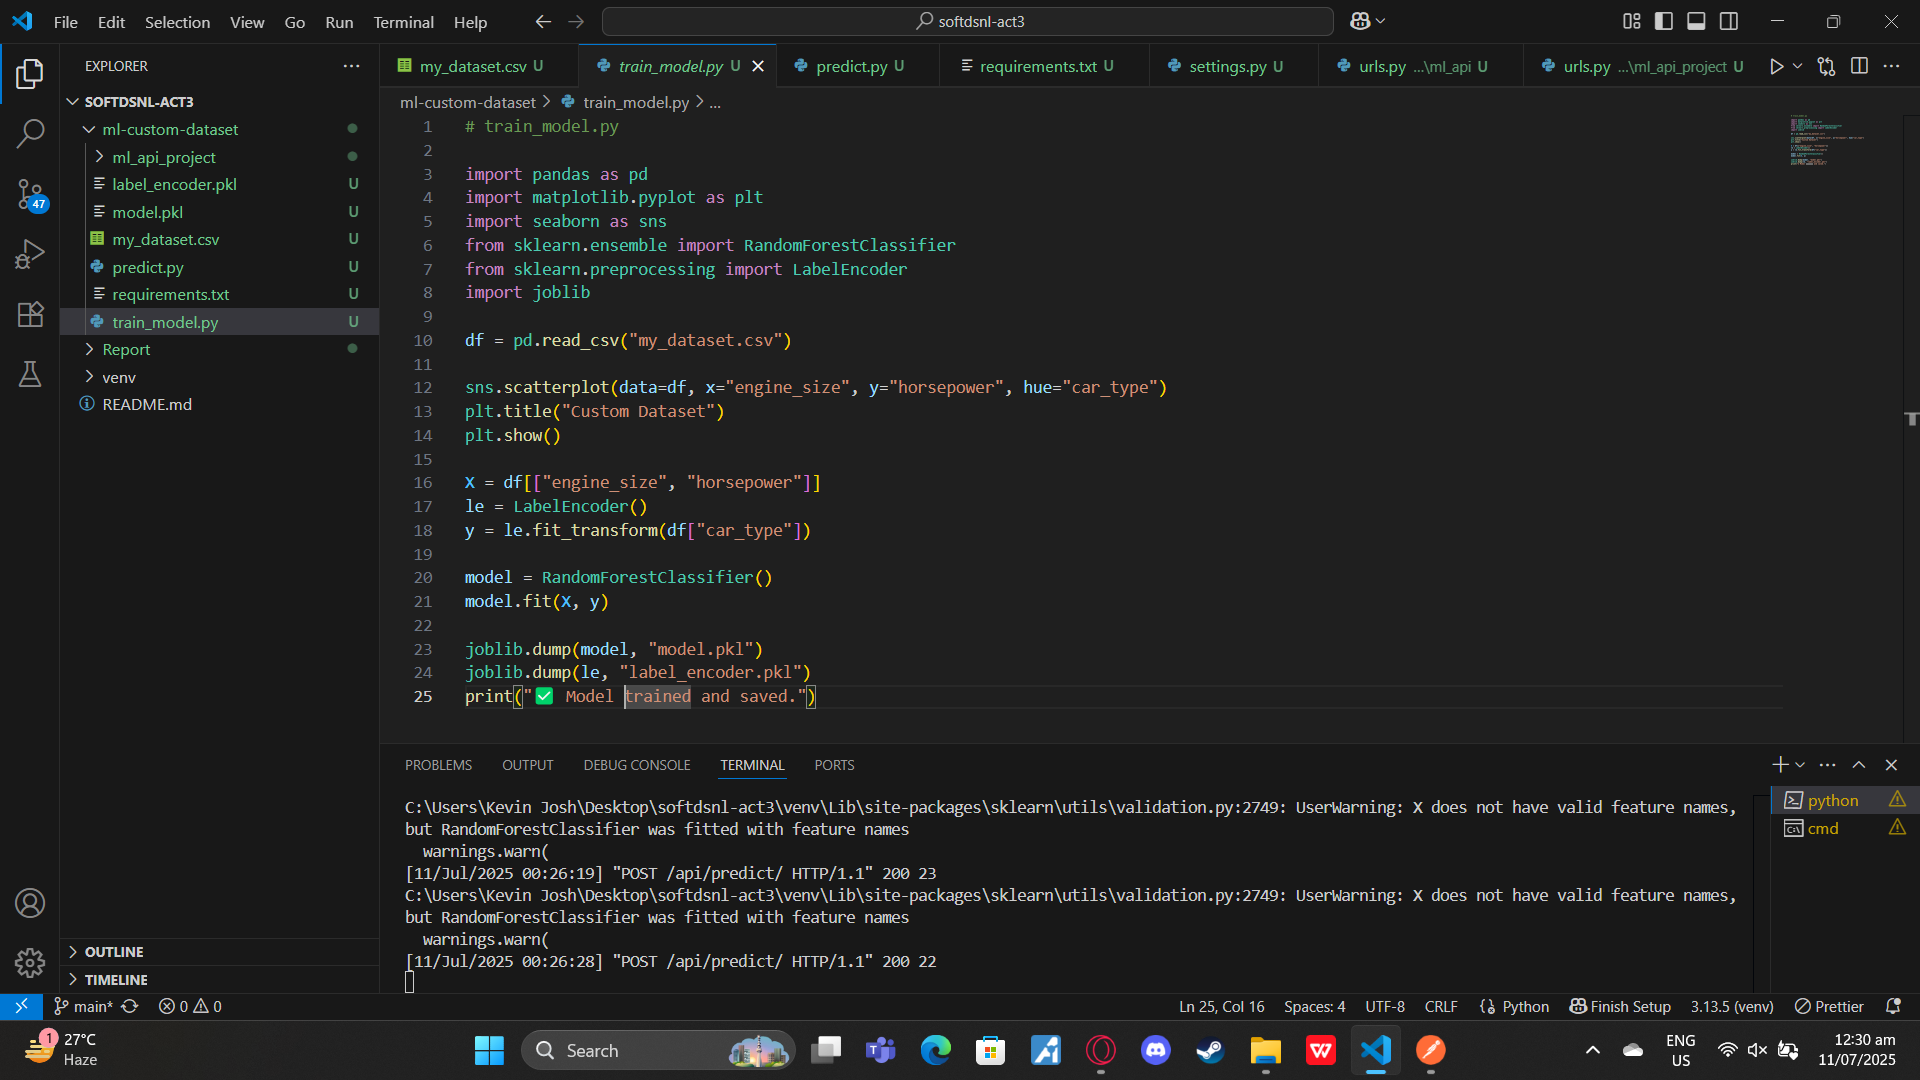 File Edit Selection View Go Run Terminal Help
softdsnl-act3
EXPLORER
SOFTDSNL-ACT3
ml-custom-dataset
ml_api_project
label_encoder.pkl U
model.pkl U
my_dataset.csv U
predict.py U
requirements.txt U
train_model.py U
Report
venv
README.md
47
OUTLINE
TIMELINE
my_dataset.csv U train_model.py U predict.py U requirements.txt U settings.py U urls.py ...\ml_api U urls.py ...\ml_api_project U
ml-custom-dataset > train_model.py > ...
1 # train_model.py
2
3 import pandas as pd
4 import matplotlib.pyplot as plt
5 import seaborn as sns
6 from sklearn.ensemble import RandomForestClassifier
7 from sklearn.preprocessing import LabelEncoder
8 import joblib
9
10 df = pd.read_csv("my_dataset.csv")
11
12 sns.scatterplot(data=df, x="engine_size", y="horsepower", hue="car_type")
13 plt.title("Custom Dataset")
14 plt.show()
15
16 X = df[["engine_size", "horsepower"]]
17 le = LabelEncoder()
18 y = le.fit_transform(df["car_type"])
19
20 model = RandomForestClassifier()
21 model.fit(X, y)
22
23 joblib.dump(model, "model.pkl")
24 joblib.dump(le, "label_encoder.pkl")
25 print("✅ Model trained and saved.")
PROBLEMS OUTPUT DEBUG CONSOLE TERMINAL PORTS
C:\Users\Kevin Josh\Desktop\softdsnl-act3\venv\Lib\site-packages\sklearn\utils\validation.py:2749: UserWarning: X does not have valid feature names,
but RandomForestClassifier was fitted with feature names
warnings.warn(
[11/Jul/2025 00:26:19] "POST /api/predict/ HTTP/1.1" 200 23
C:\Users\Kevin Josh\Desktop\softdsnl-act3\venv\Lib\site-packages\sklearn\utils\validation.py:2749: UserWarning: X does not have valid feature names,
but RandomForestClassifier was fitted with feature names
warnings.warn(
[11/Jul/2025 00:26:28] "POST /api/predict/ HTTP/1.1" 200 22
python
cmd
main* 0 0 Ln 25, Col 16 Spaces: 4 UTF-8 CRLF Python Finish Setup 3.13.5 (venv) Prettier
1
27°C
Haze
Search
ENG
US
12:30 am
11/07/2025